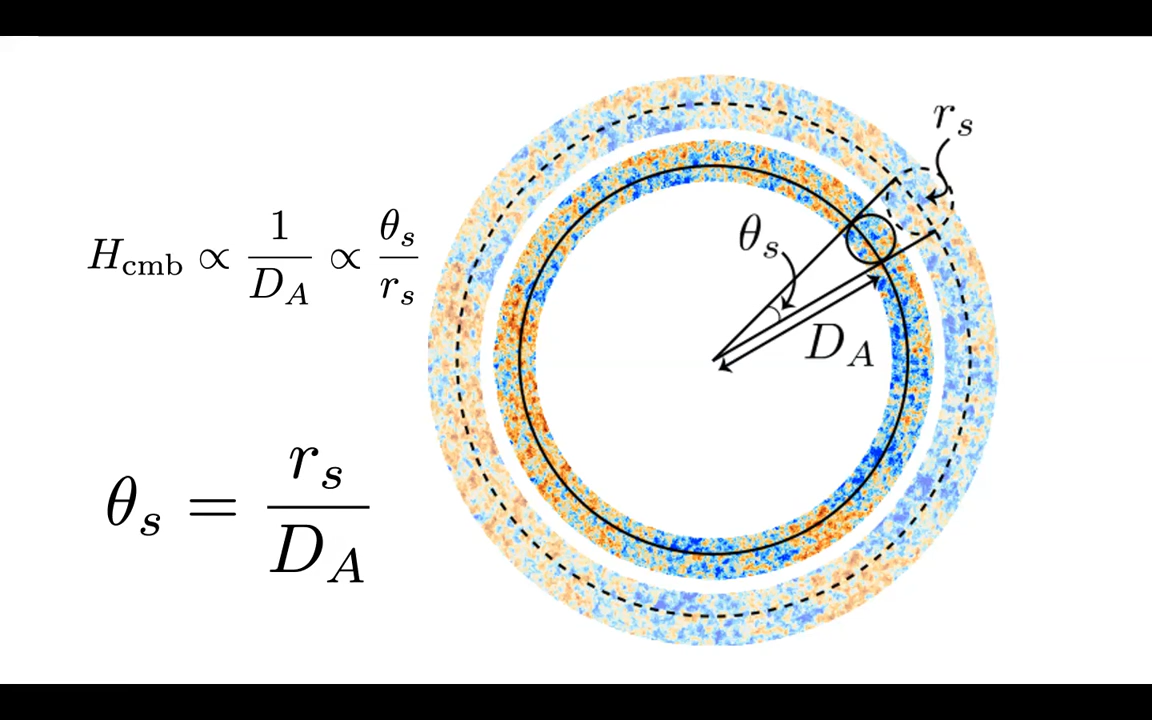 H_cmb ∝ 1/D_A ∝ θ_s/r_s
θ_s = r_s/D_A
r_s
θ_s
D_A